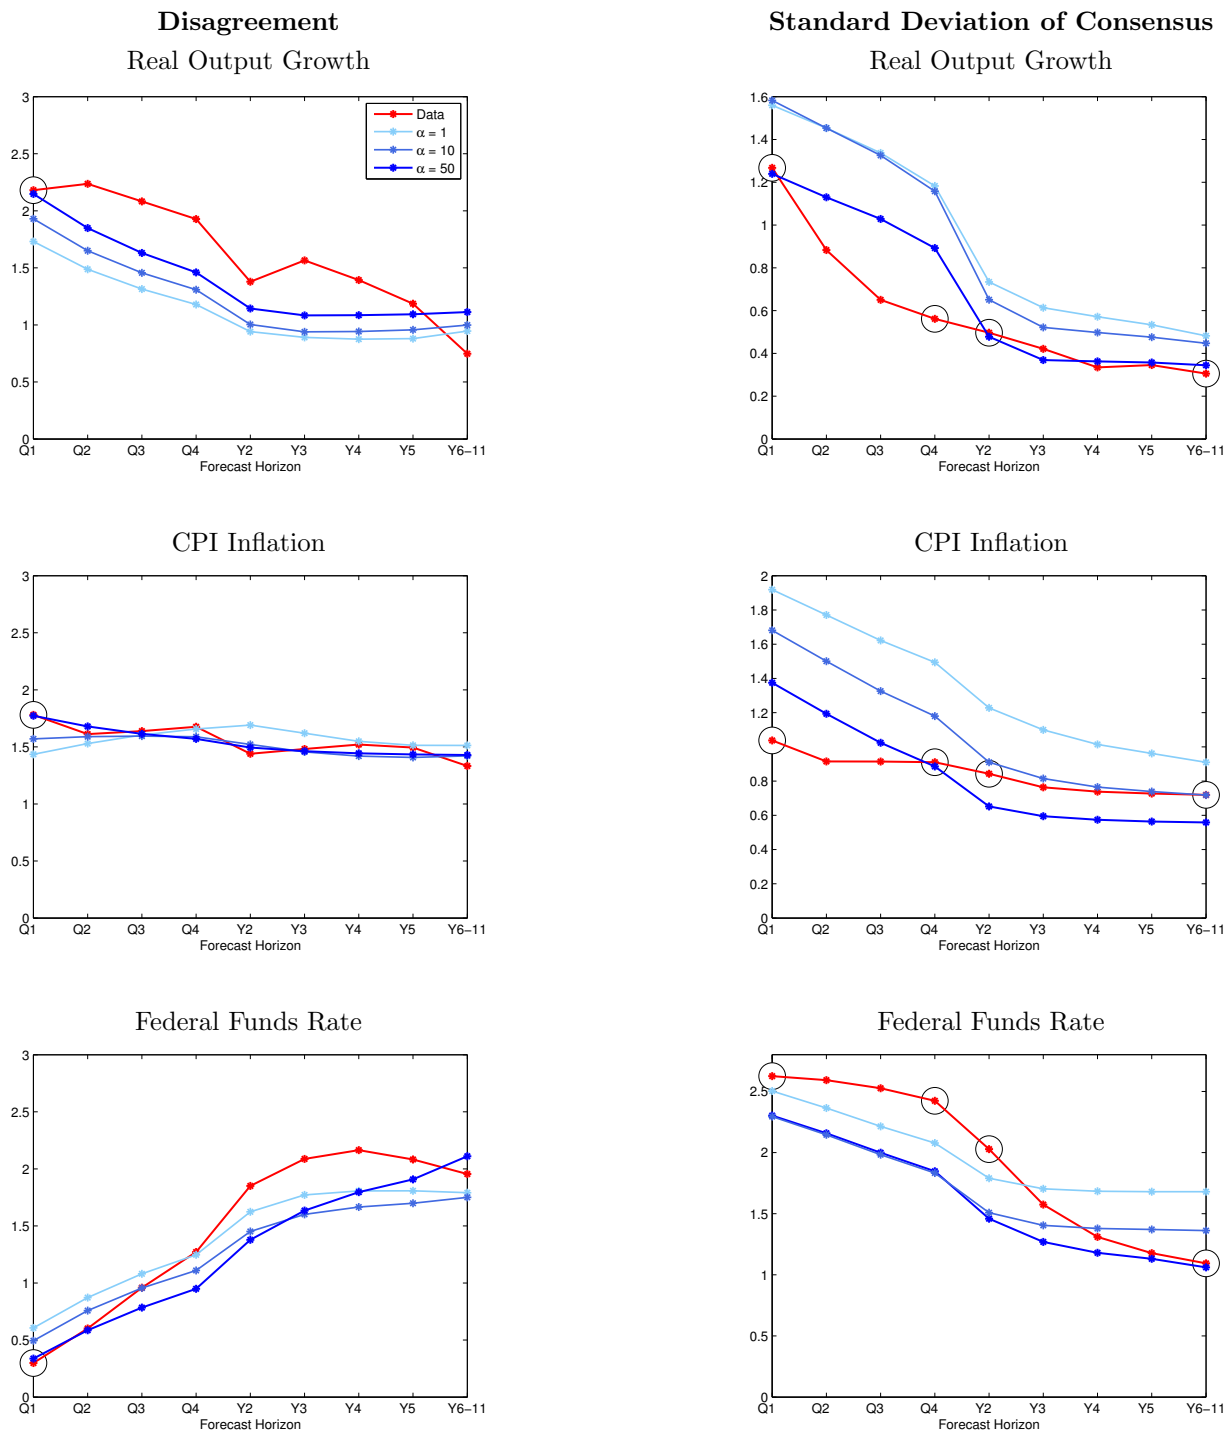 Disagreement
Standard Deviation of Consensus
Real Output Growth
Real Output Growth
3
2.5
2
1.5
1
0.5
0
Data
α = 1
α = 10
α = 50
Q1 Q2 Q3 Q4 Y2 Y3 Y4 Y5 Y6−11
Forecast Horizon
1.6
1.4
1.2
1
0.8
0.6
0.4
0.2
0
Q1 Q2 Q3 Q4 Y2 Y3 Y4 Y5 Y6−11
Forecast Horizon
CPI Inflation
CPI Inflation
3
2.5
2
1.5
1
0.5
0
Q1 Q2 Q3 Q4 Y2 Y3 Y4 Y5 Y6−11
Forecast Horizon
2
1.8
1.6
1.4
1.2
1
0.8
0.6
0.4
0.2
0
Q1 Q2 Q3 Q4 Y2 Y3 Y4 Y5 Y6−11
Forecast Horizon
Federal Funds Rate
Federal Funds Rate
3
2.5
2
1.5
1
0.5
0
Q1 Q2 Q3 Q4 Y2 Y3 Y4 Y5 Y6−11
Forecast Horizon
2.5
2
1.5
1
0.5
0
Q1 Q2 Q3 Q4 Y2 Y3 Y4 Y5 Y6−11
Forecast Horizon